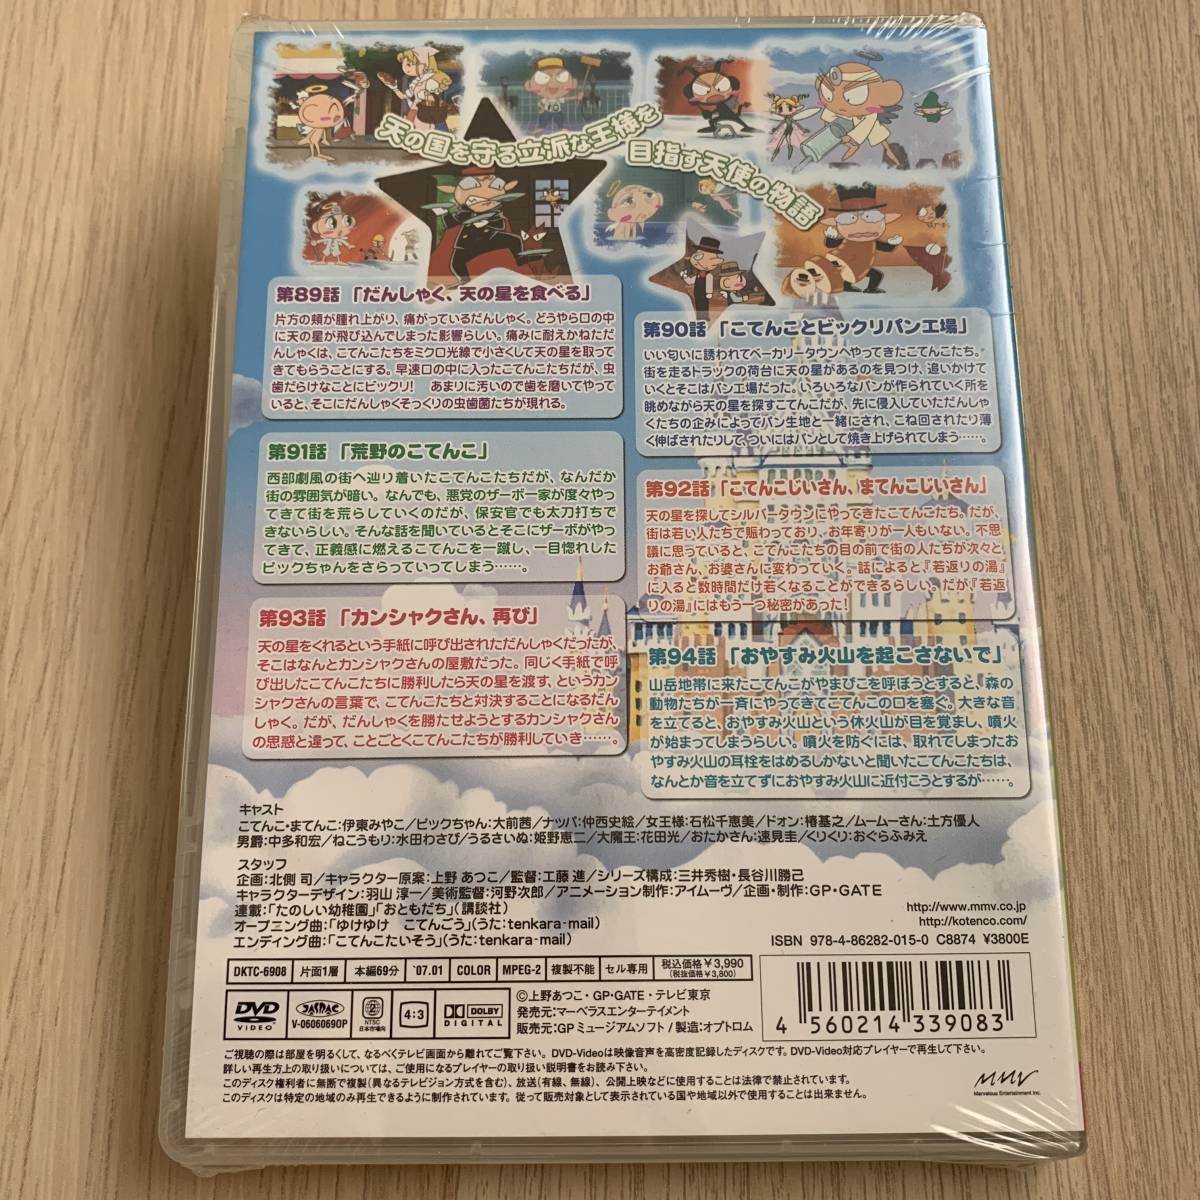 天の国を守る立派な王様を
目指す天使の物語
第89話 「だんしゃく、天の星を食べる」
片方の頬が腫れ上がり、痛がっているだんしゃく。どうやら口の中
に天の星が飛び込んでしまった影響らしい。痛みに耐えかねただ
んしゃくは、こてんこたちをミクロ光線で小さくして天の星を取って
きてもらうことにする。早速口の中に入ったこてんこたちだが、虫
歯だらけなことにビックリ! あまりに汚いので歯を磨いてやって
いると、そこにだんしゃくそっくりの虫歯菌たちが現れる。
第90話 「こてんことビックリパン工場」
いい匂いに誘われてベーカリータウンへやってきたこてんこたち。
街を走るトラックの荷台に天の星があるのを見つけ、追いかけて
いくとそこはパン工場だった。いろいろなパンが作られていく所を
眺めながら天の星を探すこてんこだが、先に侵入していただんしゃ
くたちの企みによってパン生地と一緒にされ、こね回されたり薄
く伸ばされたりして、ついにはパンとして焼き上げられてしまう……。
第91話 「荒野のこてんこ」
西部劇風の街へ辿り着いたこてんこたちだが、なんだか
街の雰囲気が暗い。なんでも、悪党のザーボ一家が度々やっ
てきて街を荒らしていくのだが、保安官でも太刀打ちで
きないらしい。そんな話を聞いているとそこにザーボがやっ
てきて、正義感に燃えるこてんこを一蹴し、一目惚れした
ピックちゃんをさらっていってしまう……。
第92話 「こてんこじいさん、まてんこじいさん」
天の星を探してシルバータウンにやってきたこてんこたち。だが、
街は若い人たちで賑わっており、お年寄りが一人もいない。不思
議に思っていると、こてんこたちの目の前で街の人たちが次々と
お爺さん、お婆さんに変わっていく。話によると『若返りの湯』
に入ると数時間だけ若くなることができるらしい。だが『若返
りの湯』にはもう一つ秘密があった!
第93話 「カンシャクさん、再び」
天の星をくれるという手紙に呼び出されただんしゃくだったが、
そこはなんとカンシャクさんの屋敷だった。同じく手紙で呼
び出したこてんこたちに勝利したら天の星を渡す、というカン
シャクさんの言葉で、こてんこたちと対決することになるだん
しゃく。だが、だんしゃくを勝たせようとするカンシャクさん
の思惑と違って、ことごとくこてんこたちが勝利していき……。
第94話 「おやすみ火山を起こさないで」
山岳地帯に来たこてんこがやまびこを呼ぼうとすると、森の
動物たちが一斉にやってきてこてんこの口を塞ぐ。大きな音
を立てると、おやすみ火山という休火山が目を覚まし、噴火
が始まってしまうらしい。噴火を防ぐには、取れてしまったお
やすみ火山の耳栓をはめるしかないと聞いたこてんこたちは、
なんとか音を立てずにおやすみ火山に近付こうとするが……。
キャスト
こてんこ・まてんこ:伊東みやこ/ピックちゃん:大前茜/ナッパ:仲西史絵/女王様:石松千恵美/ドォン:椿基之/ムームーさん:土方優人
男爵:中多和宏/ねこうもり:水田わさび/うるさいぬ:姫野恵二/大魔王:花田光/おたかさん:速見圭/くりくり:おぐらふみえ
スタッフ
企画:北側 司/キャラクター原案:上野 あつこ/監督:工藤 進/シリーズ構成:三井秀樹・長谷川勝己
キャラクターデザイン:羽山 淳一/美術監督:河野次郎/アニメーション制作:アイムーヴ/企画・制作:GP・GATE
連載:「たのしい幼稚園」「おともだち」(講談社)
オープニング曲:「ゆけゆけ こてんごう」(うた:tenkara-mail)
エンディング曲:「こてんこたいそう」(うた:tenkara-mail)
http://www.mmv.co.jp
http://kotenco.com/
ISBN 978-4-86282-015-0 C8874 ¥3800E
DKTC-6908 片面1層 本編69分 '07.01 COLOR MPEG-2 複製不能 セル専用 税込価格¥3,990 (税抜価格¥3,800)
DVD VIDEO JASRAC V-0606069OP 2 NTSC 日本市場向 4:3 DOLBY DIGITAL
©上野あつこ・GP・GATE・テレビ東京
発売元:マーベラスエンターテイメント
販売元:GPミュージアムソフト/製造:オプトロム
4 560214 339083
ご視聴の際は部屋を明るくして、なるべくテレビ画面から離れてご覧下さい。DVD-Videoは映像音声を高密度記録したディスクです。DVD-Video対応プレイヤーで再生して下さい。
詳しい再生方上の取り扱いについては、ご使用になるプレイヤーの取り扱い説明書をお読み下さい。
このディスク権利者に無断で複製(異なるテレビジョン方式を含む)、放送(有線、無線)、公開上映などに使用することは法律で禁止されています。
このディスクは特定の地域のみ再生できるように制作されています。従って販売対象として表示されている国や地域以外で使用することは出来ません。
mmv
Marvelous Entertainment Inc.